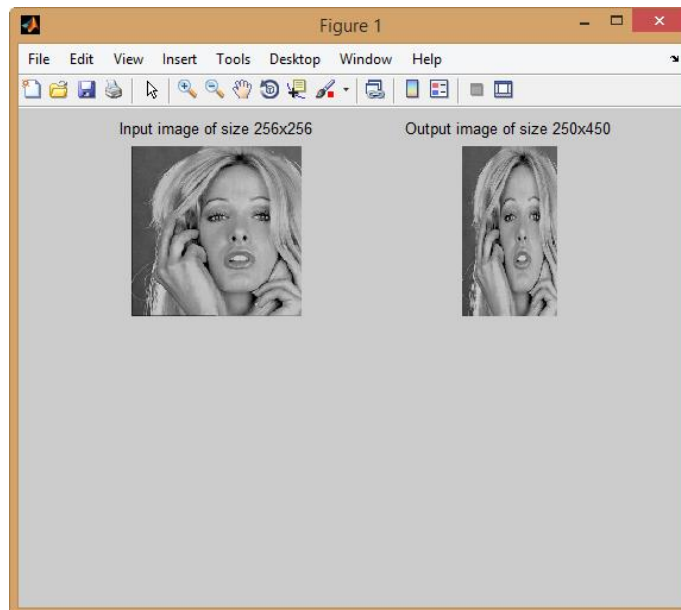 Figure 1
File Edit View Insert Tools Desktop Window Help
Input image of size 256x256 Output image of size 250x450